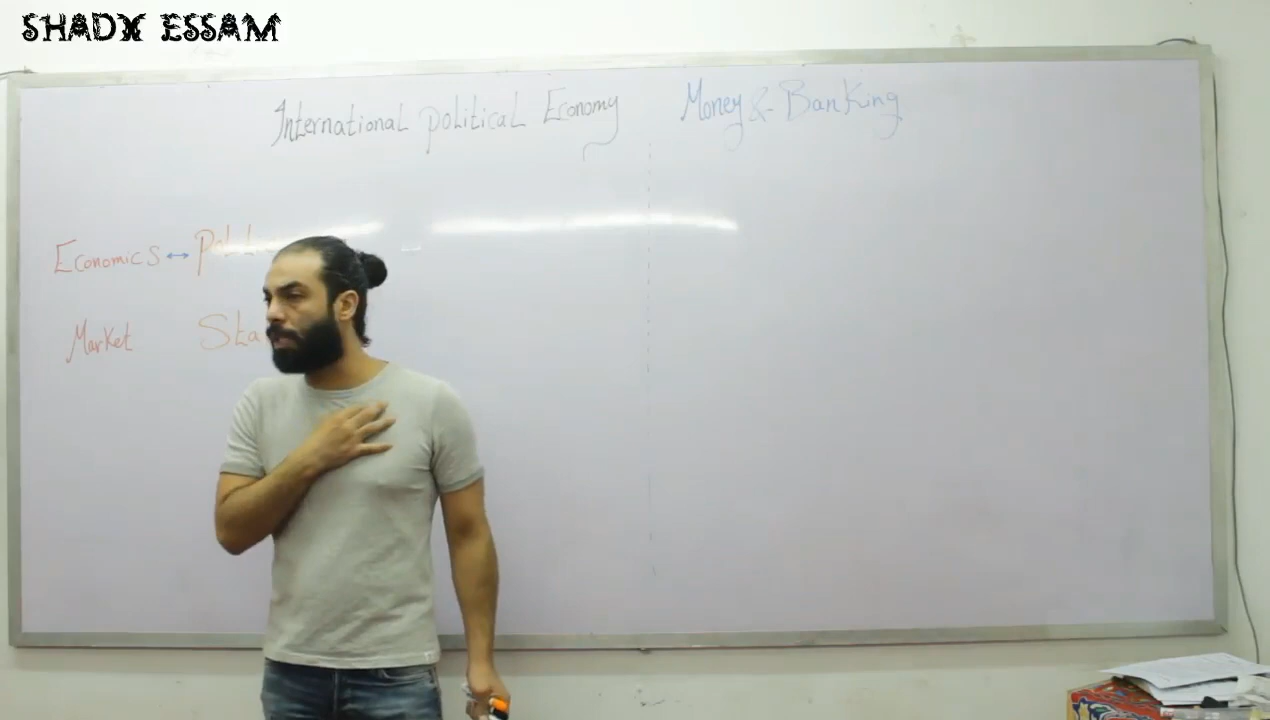 SHADY ESSAM
International political Economy
Money & Banking
Economics ↔
Market